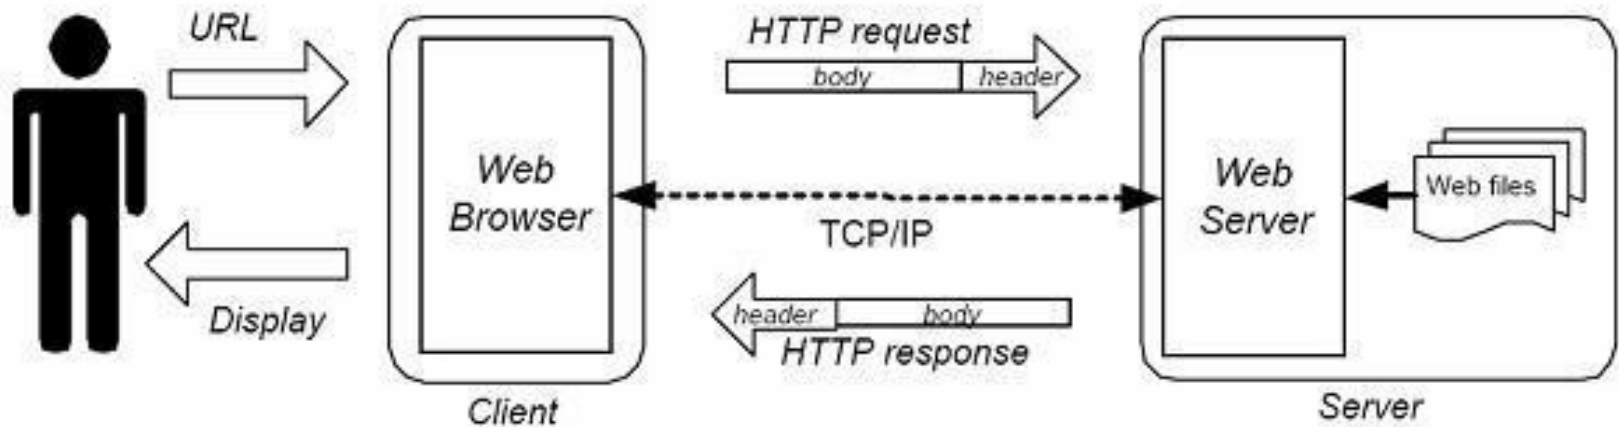 URL
HTTP request
body
header
Web
Browser
Web
Server
Web files
TCP/IP
Display
header
body
HTTP response
Client
Server